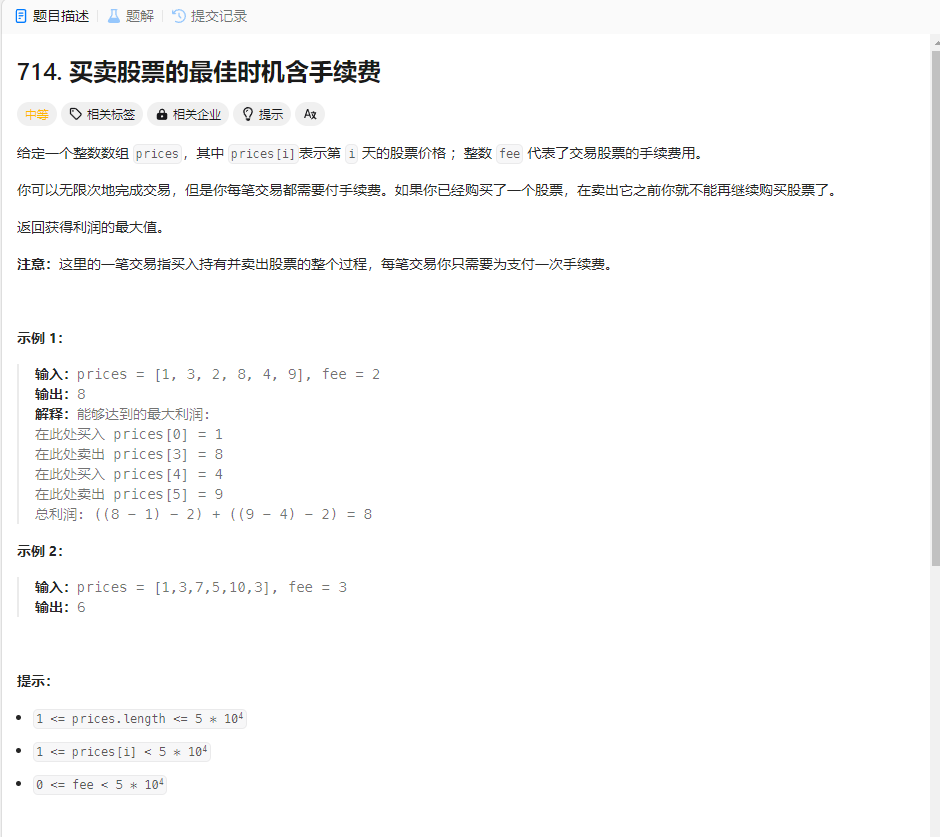 题目描述 题解 提交记录
714. 买卖股票的最佳时机含手续费
中等 相关标签 相关企业 提示 Ax
给定一个整数数组 prices，其中 prices[i]表示第 i 天的股票价格 ；整数 fee 代表了交易股票的手续费用。
你可以无限次地完成交易，但是你每笔交易都需要付手续费。如果你已经购买了一个股票，在卖出它之前你就不能再继续购买股票了。
返回获得利润的最大值。
注意：这里的一笔交易指买入持有并卖出股票的整个过程，每笔交易你只需要为支付一次手续费。
示例 1：
输入：prices = [1, 3, 2, 8, 4, 9], fee = 2
输出：8
解释：能够达到的最大利润:
在此处买入 prices[0] = 1
在此处卖出 prices[3] = 8
在此处买入 prices[4] = 4
在此处卖出 prices[5] = 9
总利润: ((8 - 1) - 2) + ((9 - 4) - 2) = 8
示例 2：
输入：prices = [1,3,7,5,10,3], fee = 3
输出：6
提示：
• 1 <= prices.length <= 5 * 10⁴
• 1 <= prices[i] < 5 * 10⁴
• 0 <= fee < 5 * 10⁴